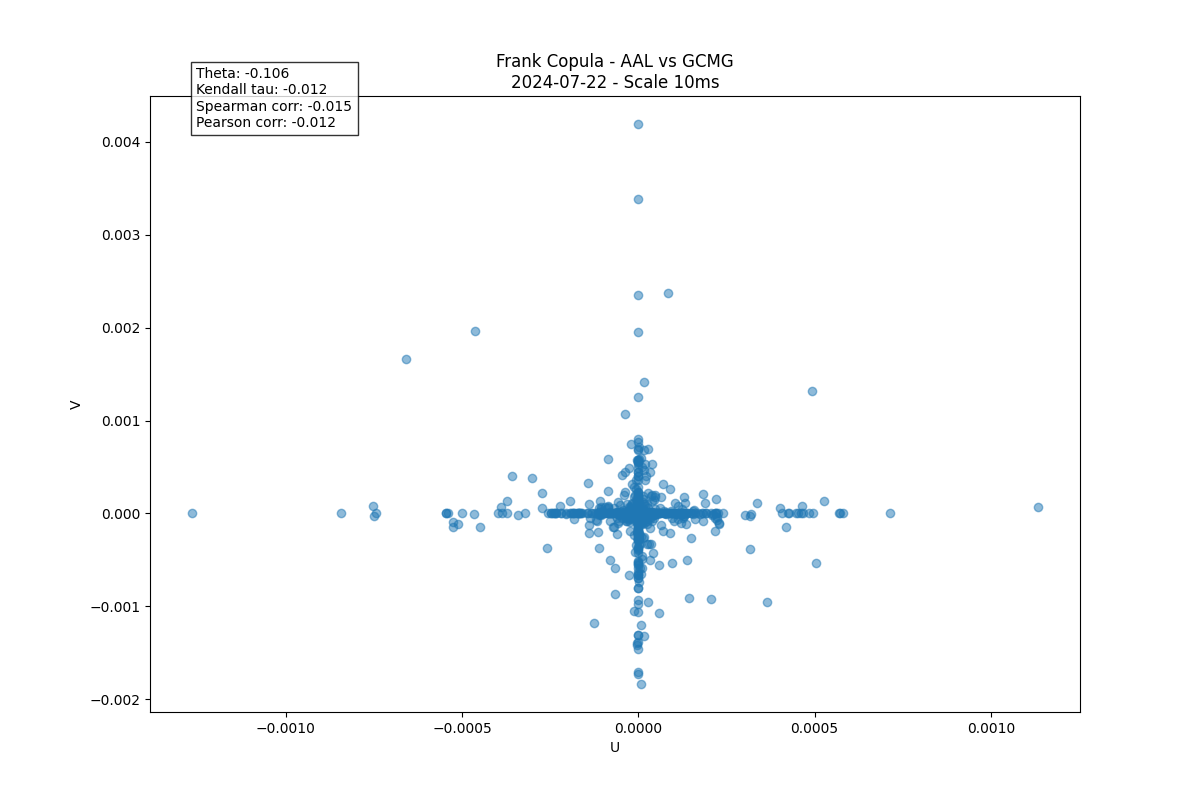 Frank Copula - AAL vs GCMG
2024-07-22 - Scale 10ms
Theta: -0.106
Kendall tau: -0.012
Spearman corr: -0.015
Pearson corr: -0.012
0.004
0.003
0.002
0.001
0.000
−0.001
−0.002
V
−0.0010
−0.0005
0.0000
0.0005
0.0010
U